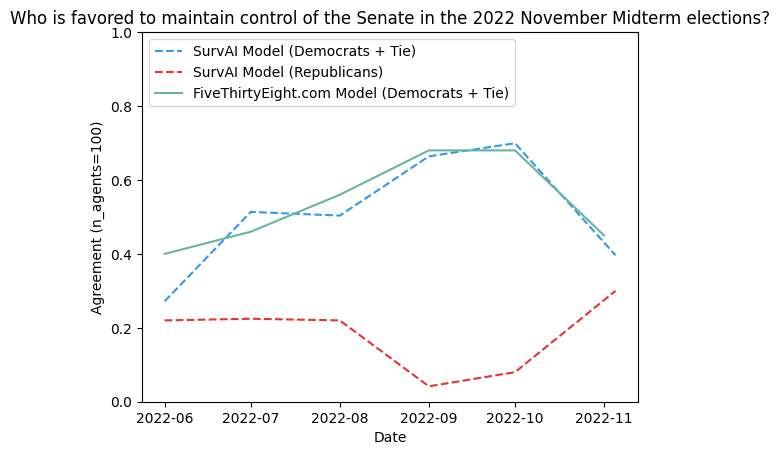 Who is favored to maintain control of the Senate in the 2022 November Midterm elections?
1.0
SurvAI Model (Democrats + Tie)
SurvAI Model (Republicans)
FiveThirtyEight.com Model (Democrats + Tie)
0.8
0.6
0.4
0.2
0.0
Agreement (n_agents=100)
2022-06 2022-07 2022-08 2022-09 2022-10 2022-11
Date